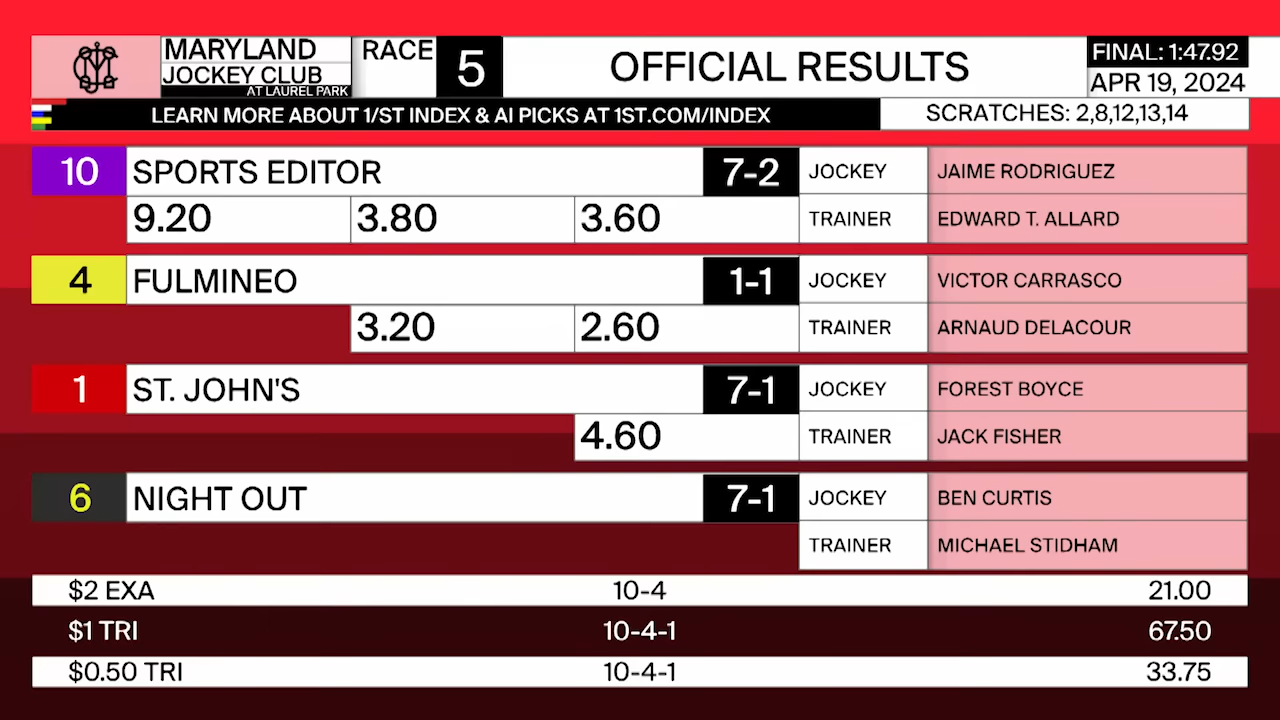 MARYLAND
JOCKEY CLUB
AT LAUREL PARK
RACE 5
OFFICIAL RESULTS
FINAL: 1:47.92
APR 19, 2024
LEARN MORE ABOUT 1/ST INDEX & AI PICKS AT 1ST.COM/INDEX
SCRATCHES: 2,8,12,13,14
10 SPORTS EDITOR 7-2 JOCKEY JAIME RODRIGUEZ
9.20 3.80 3.60 TRAINER EDWARD T. ALLARD
4 FULMINEO 1-1 JOCKEY VICTOR CARRASCO
3.20 2.60 TRAINER ARNAUD DELACOUR
1 ST. JOHN'S 7-1 JOCKEY FOREST BOYCE
4.60 TRAINER JACK FISHER
6 NIGHT OUT 7-1 JOCKEY BEN CURTIS
TRAINER MICHAEL STIDHAM
$2 EXA 10-4 21.00
$1 TRI 10-4-1 67.50
$0.50 TRI 10-4-1 33.75